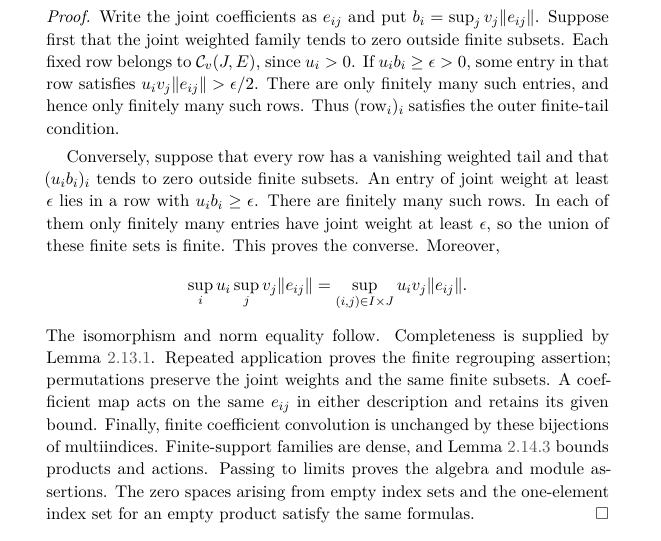 Proof. Write the joint coefficients as e_{ij} and put b_i = sup_j v_j‖e_{ij}‖. Suppose
first that the joint weighted family tends to zero outside finite subsets. Each
fixed row belongs to 𝒞_v(J, E), since u_i > 0. If u_i b_i ≥ ϵ > 0, some entry in that
row satisfies u_i v_j‖e_{ij}‖ > ϵ/2. There are only finitely many such entries, and
hence only finitely many such rows. Thus (row_i)_i satisfies the outer finite-tail
condition.
Conversely, suppose that every row has a vanishing weighted tail and that
(u_i b_i)_i tends to zero outside finite subsets. An entry of joint weight at least
ϵ lies in a row with u_i b_i ≥ ϵ. There are finitely many such rows. In each of
them only finitely many entries have joint weight at least ϵ, so the union of
these finite sets is finite. This proves the converse. Moreover,
sup_i u_i sup_j v_j‖e_{ij}‖ = sup_{(i,j)∈I×J} u_i v_j‖e_{ij}‖.
The isomorphism and norm equality follow. Completeness is supplied by
Lemma 2.13.1. Repeated application proves the finite regrouping assertion;
permutations preserve the joint weights and the same finite subsets. A coef-
ficient map acts on the same e_{ij} in either description and retains its given
bound. Finally, finite coefficient convolution is unchanged by these bijections
of multiindices. Finite-support families are dense, and Lemma 2.14.3 bounds
products and actions. Passing to limits proves the algebra and module as-
sertions. The zero spaces arising from empty index sets and the one-element
index set for an empty product satisfy the same formulas. □